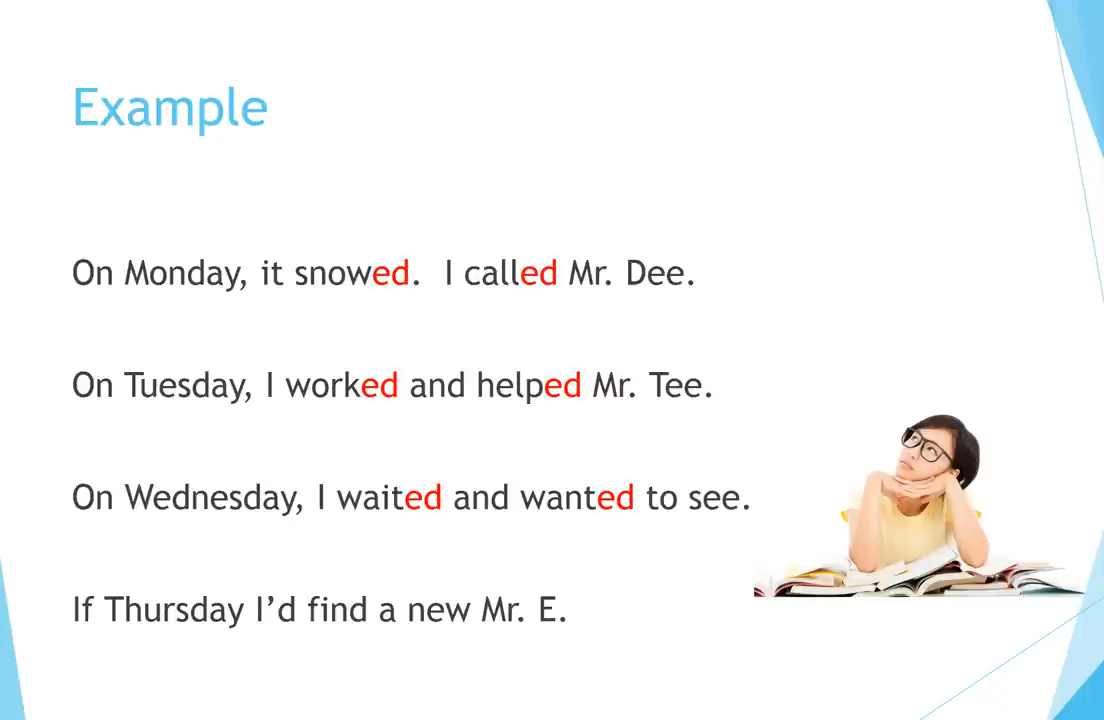 Example
On Monday, it snowed.  I called Mr. Dee.
On Tuesday, I worked and helped Mr. Tee.
On Wednesday, I waited and wanted to see.
If Thursday I’d find a new Mr. E.